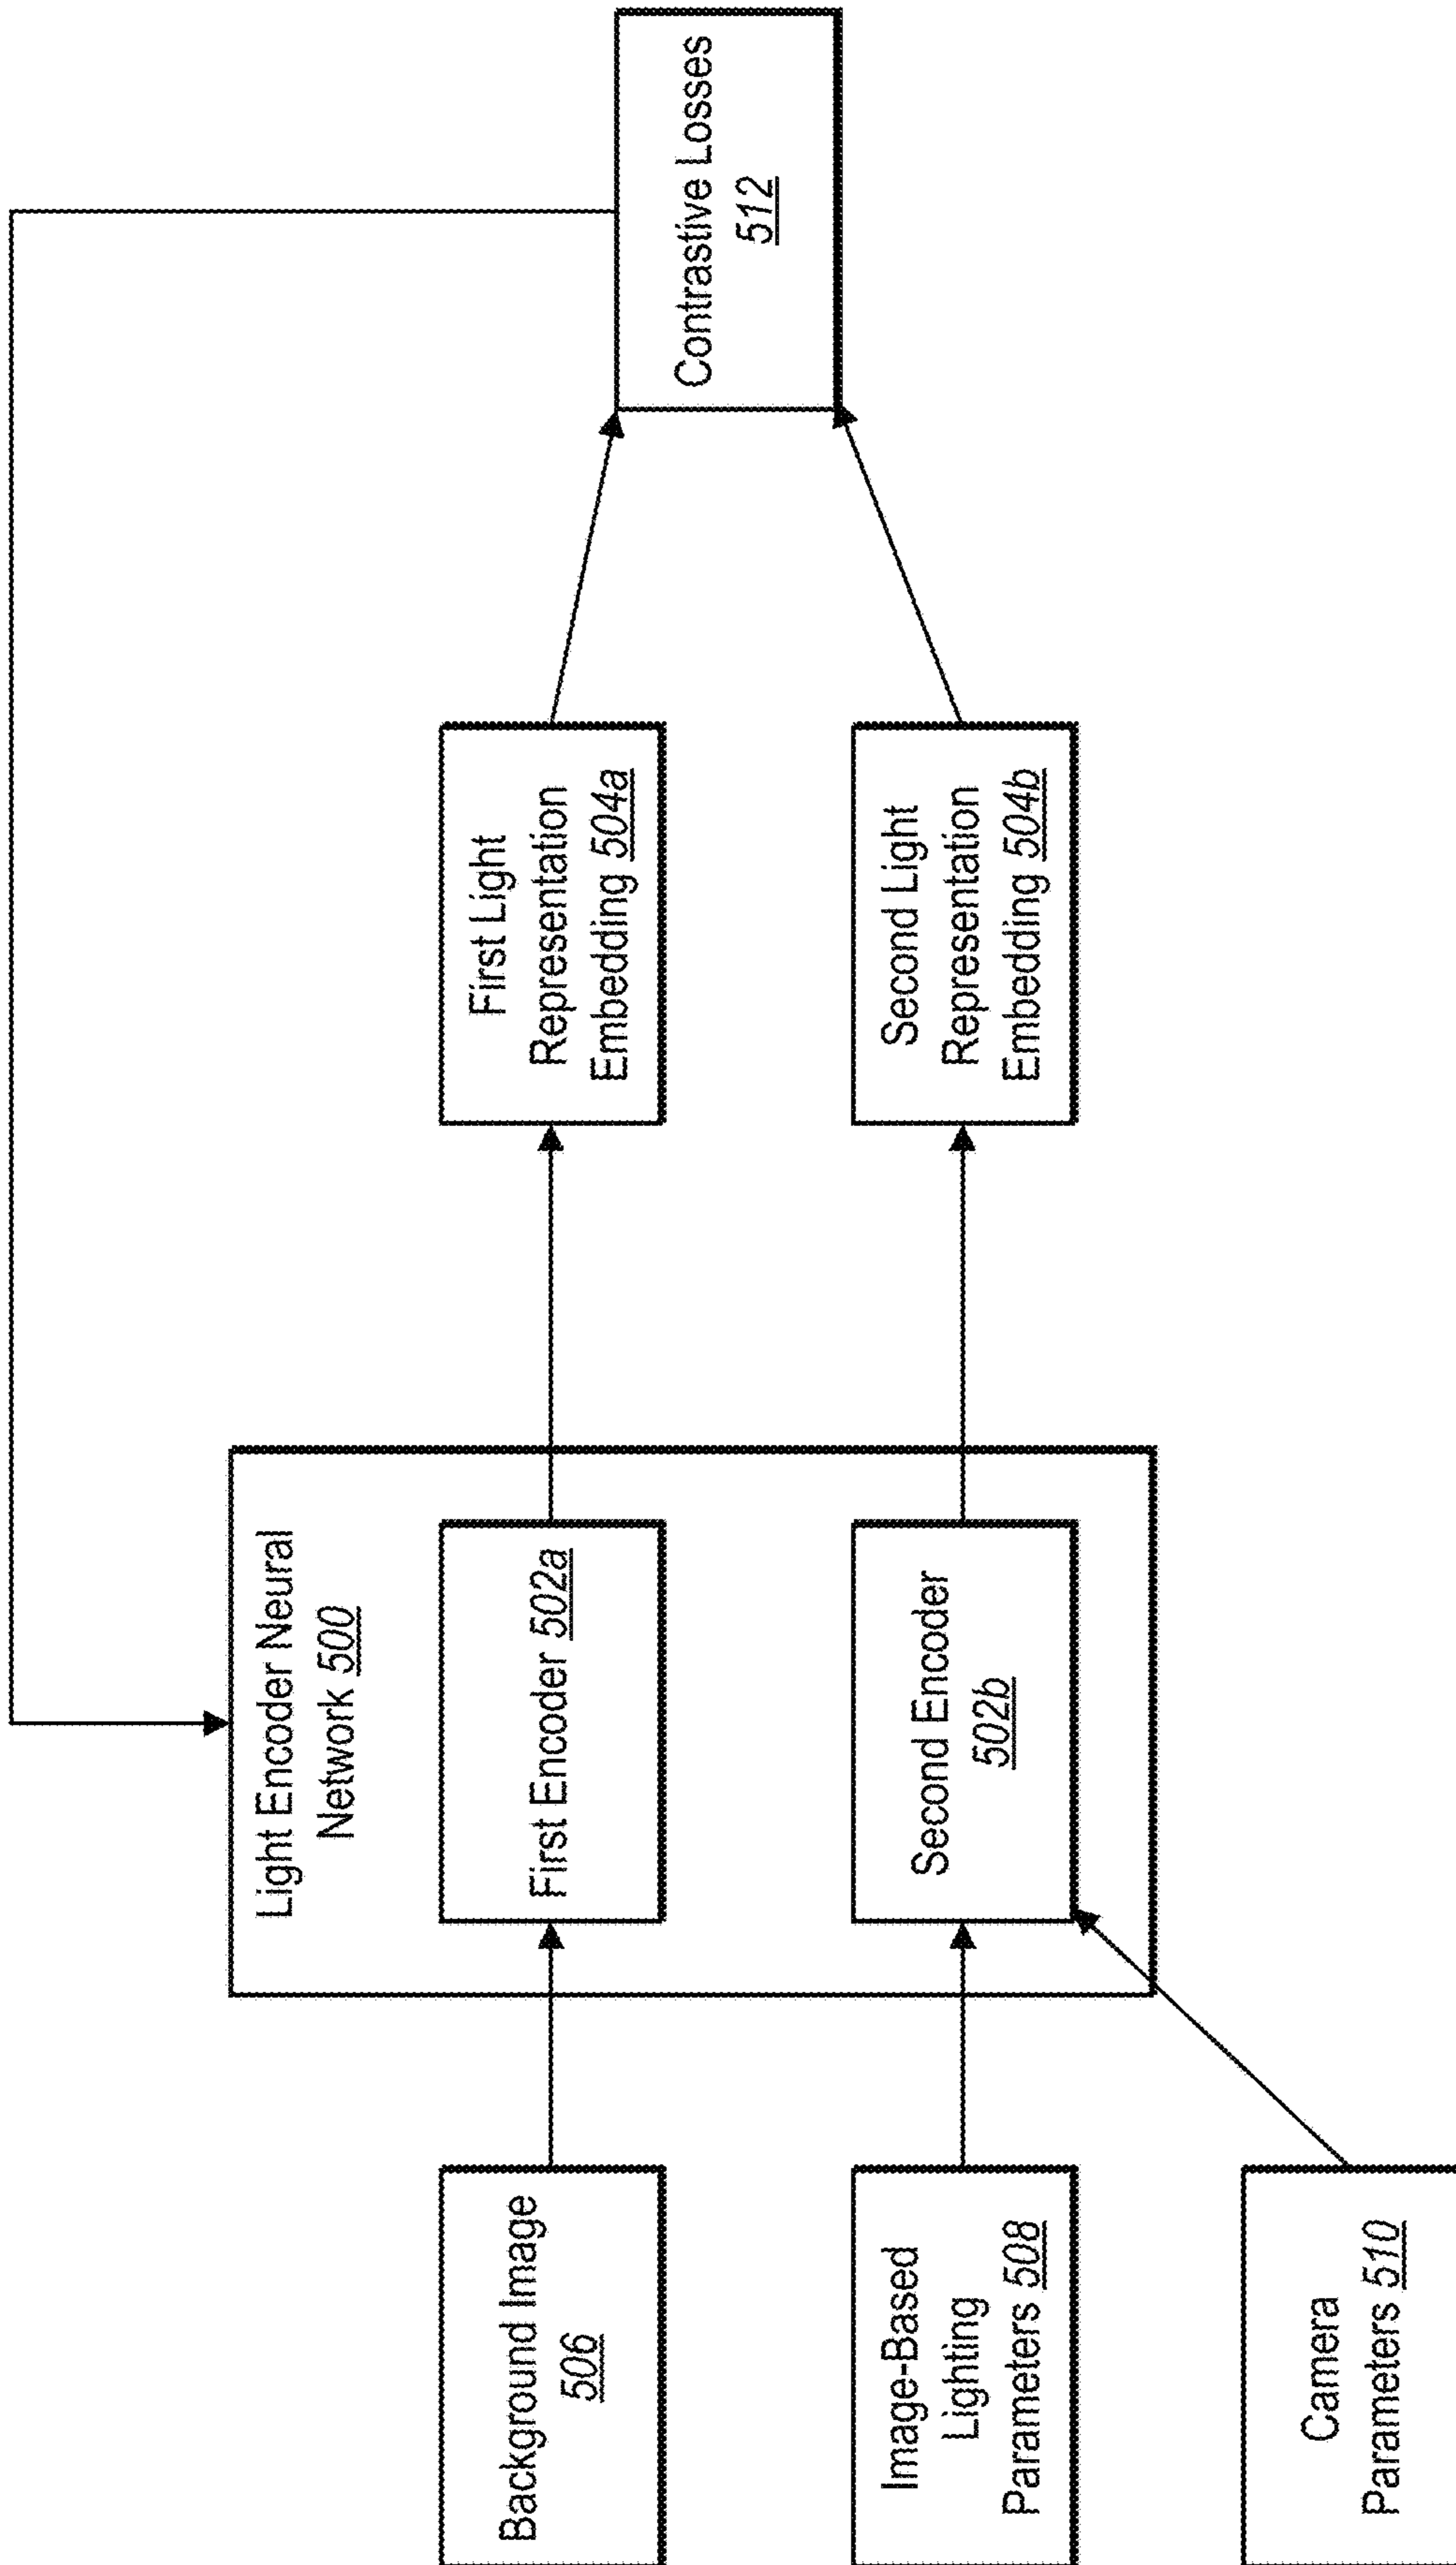 Background Image
506
Image-Based
Lighting
Parameters 508
Camera
Parameters 510
Light Encoder Neural
Network 500
First Encoder 502a
Second Encoder
502b
First Light
Representation
Embedding 504a
Second Light
Representation
Embedding 504b
Contrastive Losses
512